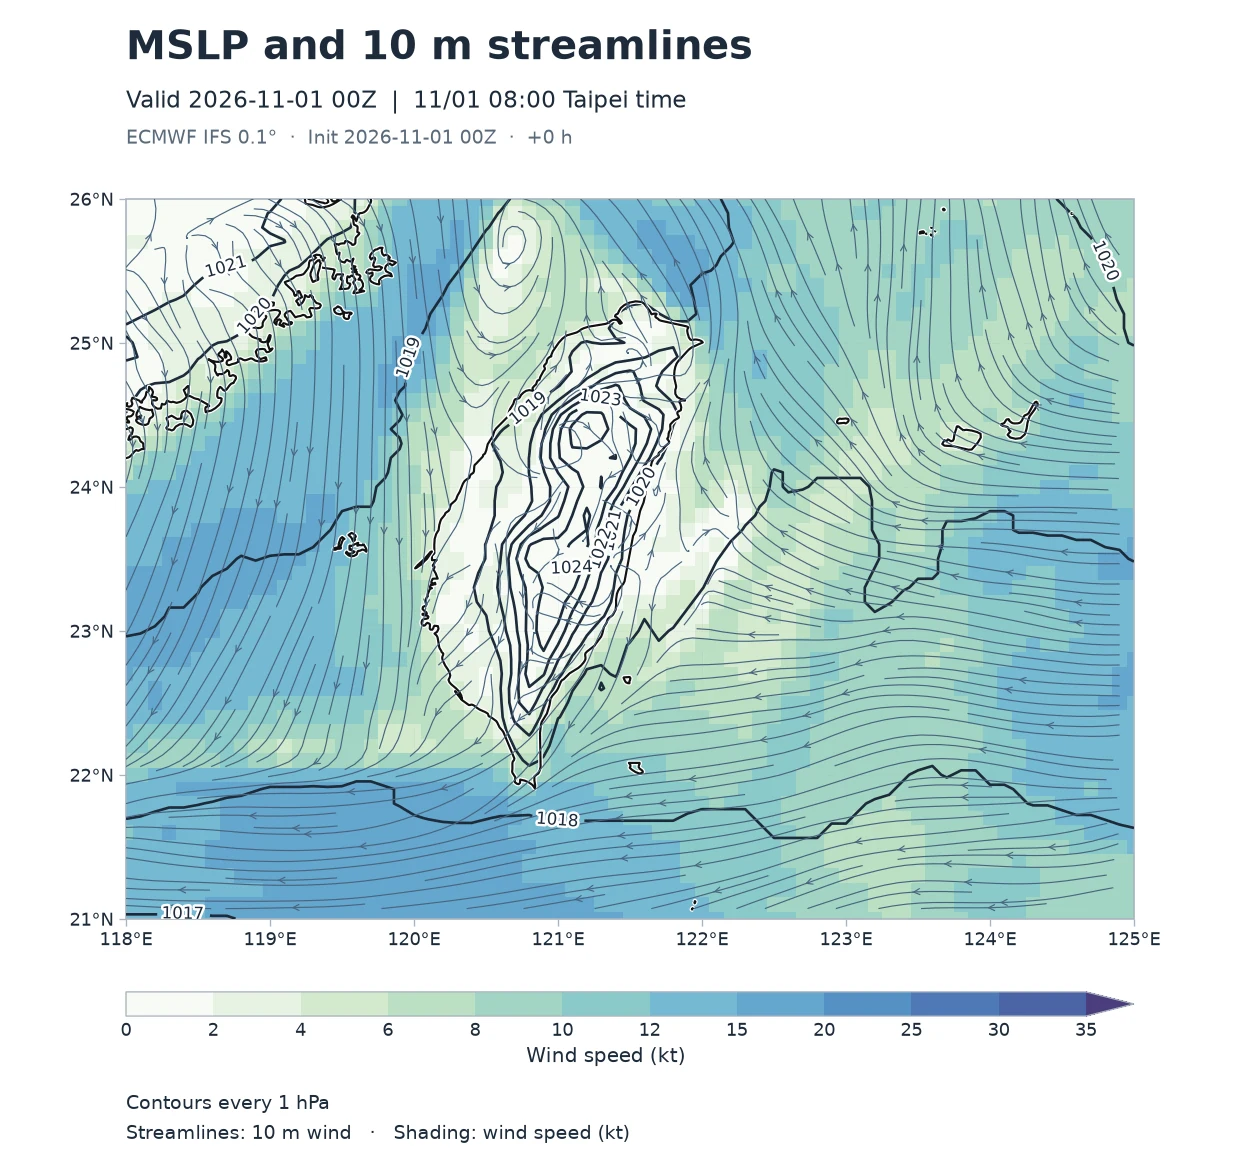 MSLP and 10 m streamlines
Valid 2026-11-01 00Z | 11/01 08:00 Taipei time
ECMWF IFS 0.1° · Init 2026-11-01 00Z · +0 h
26°N
1021
1020
1020
25°N
1019
1023
1019
24°N
1020
1021
1022
1024
23°N
22°N
1018
1017
21°N
118°E 119°E 120°E 121°E 122°E 123°E 124°E 125°E
0 2 4 6 8 10 12 15 20 25 30 35
Wind speed (kt)
Contours every 1 hPa
Streamlines: 10 m wind · Shading: wind speed (kt)